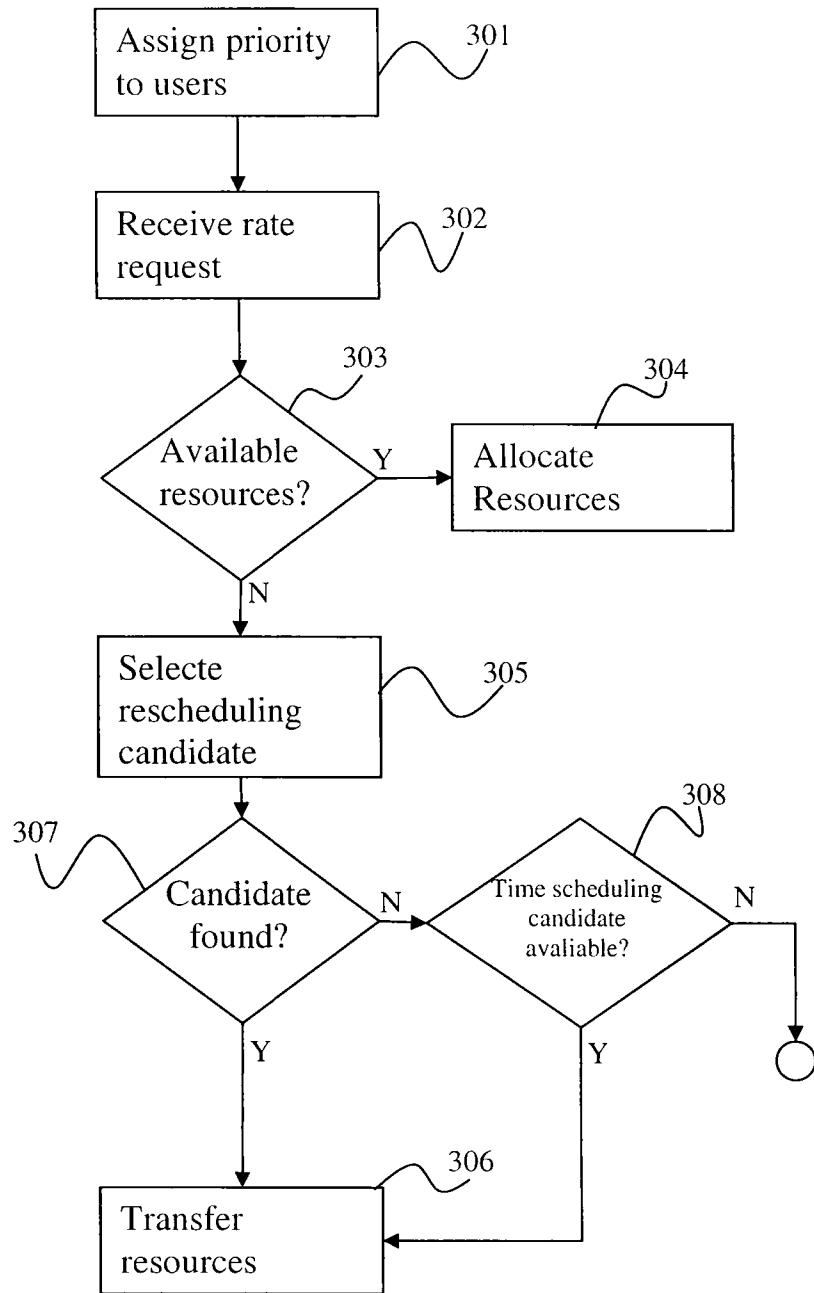 Assign priority
to users
301
Receive rate
request
302
303
Available
resources?
Y
304
Allocate
Resources
N
Selecte
rescheduling
candidate
305
307
Candidate
found?
N
308
Time scheduling
candidate
avaliable?
N
Y
Y
306
Transfer
resources